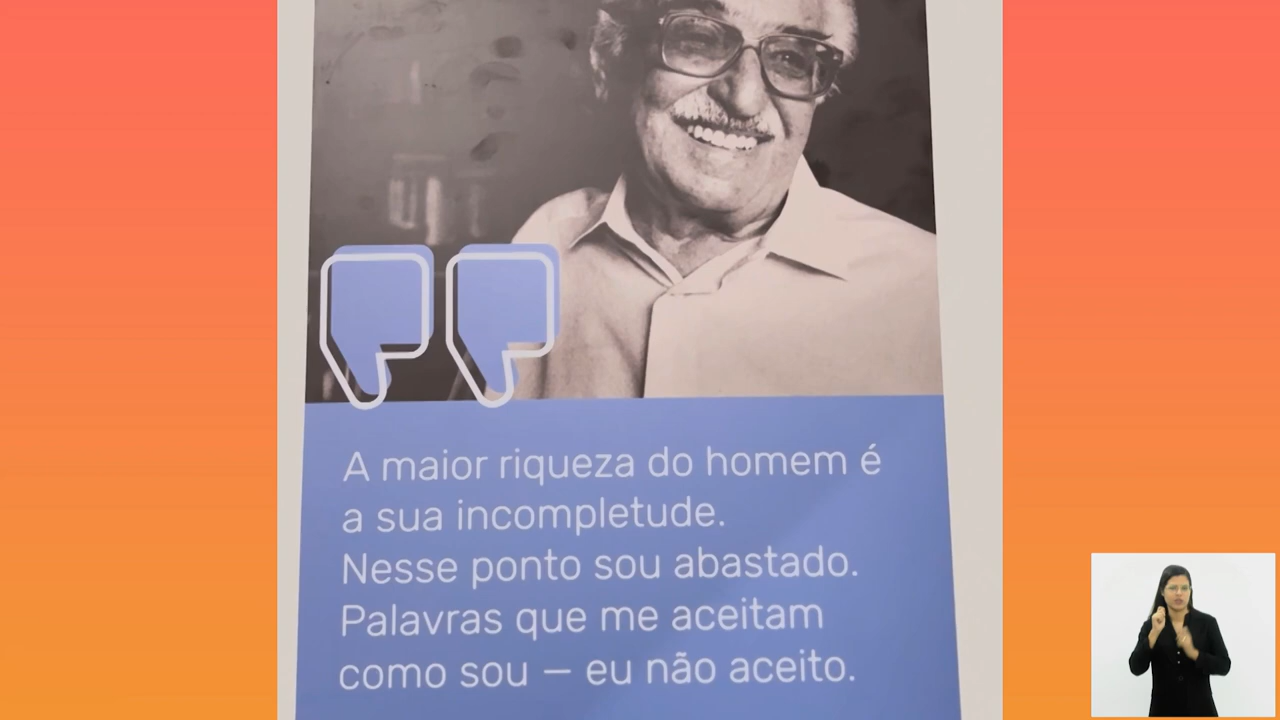 A maior riqueza do homem é
a sua incompletude.
Nesse ponto sou abastado.
Palavras que me aceitam
como sou – eu não aceito.